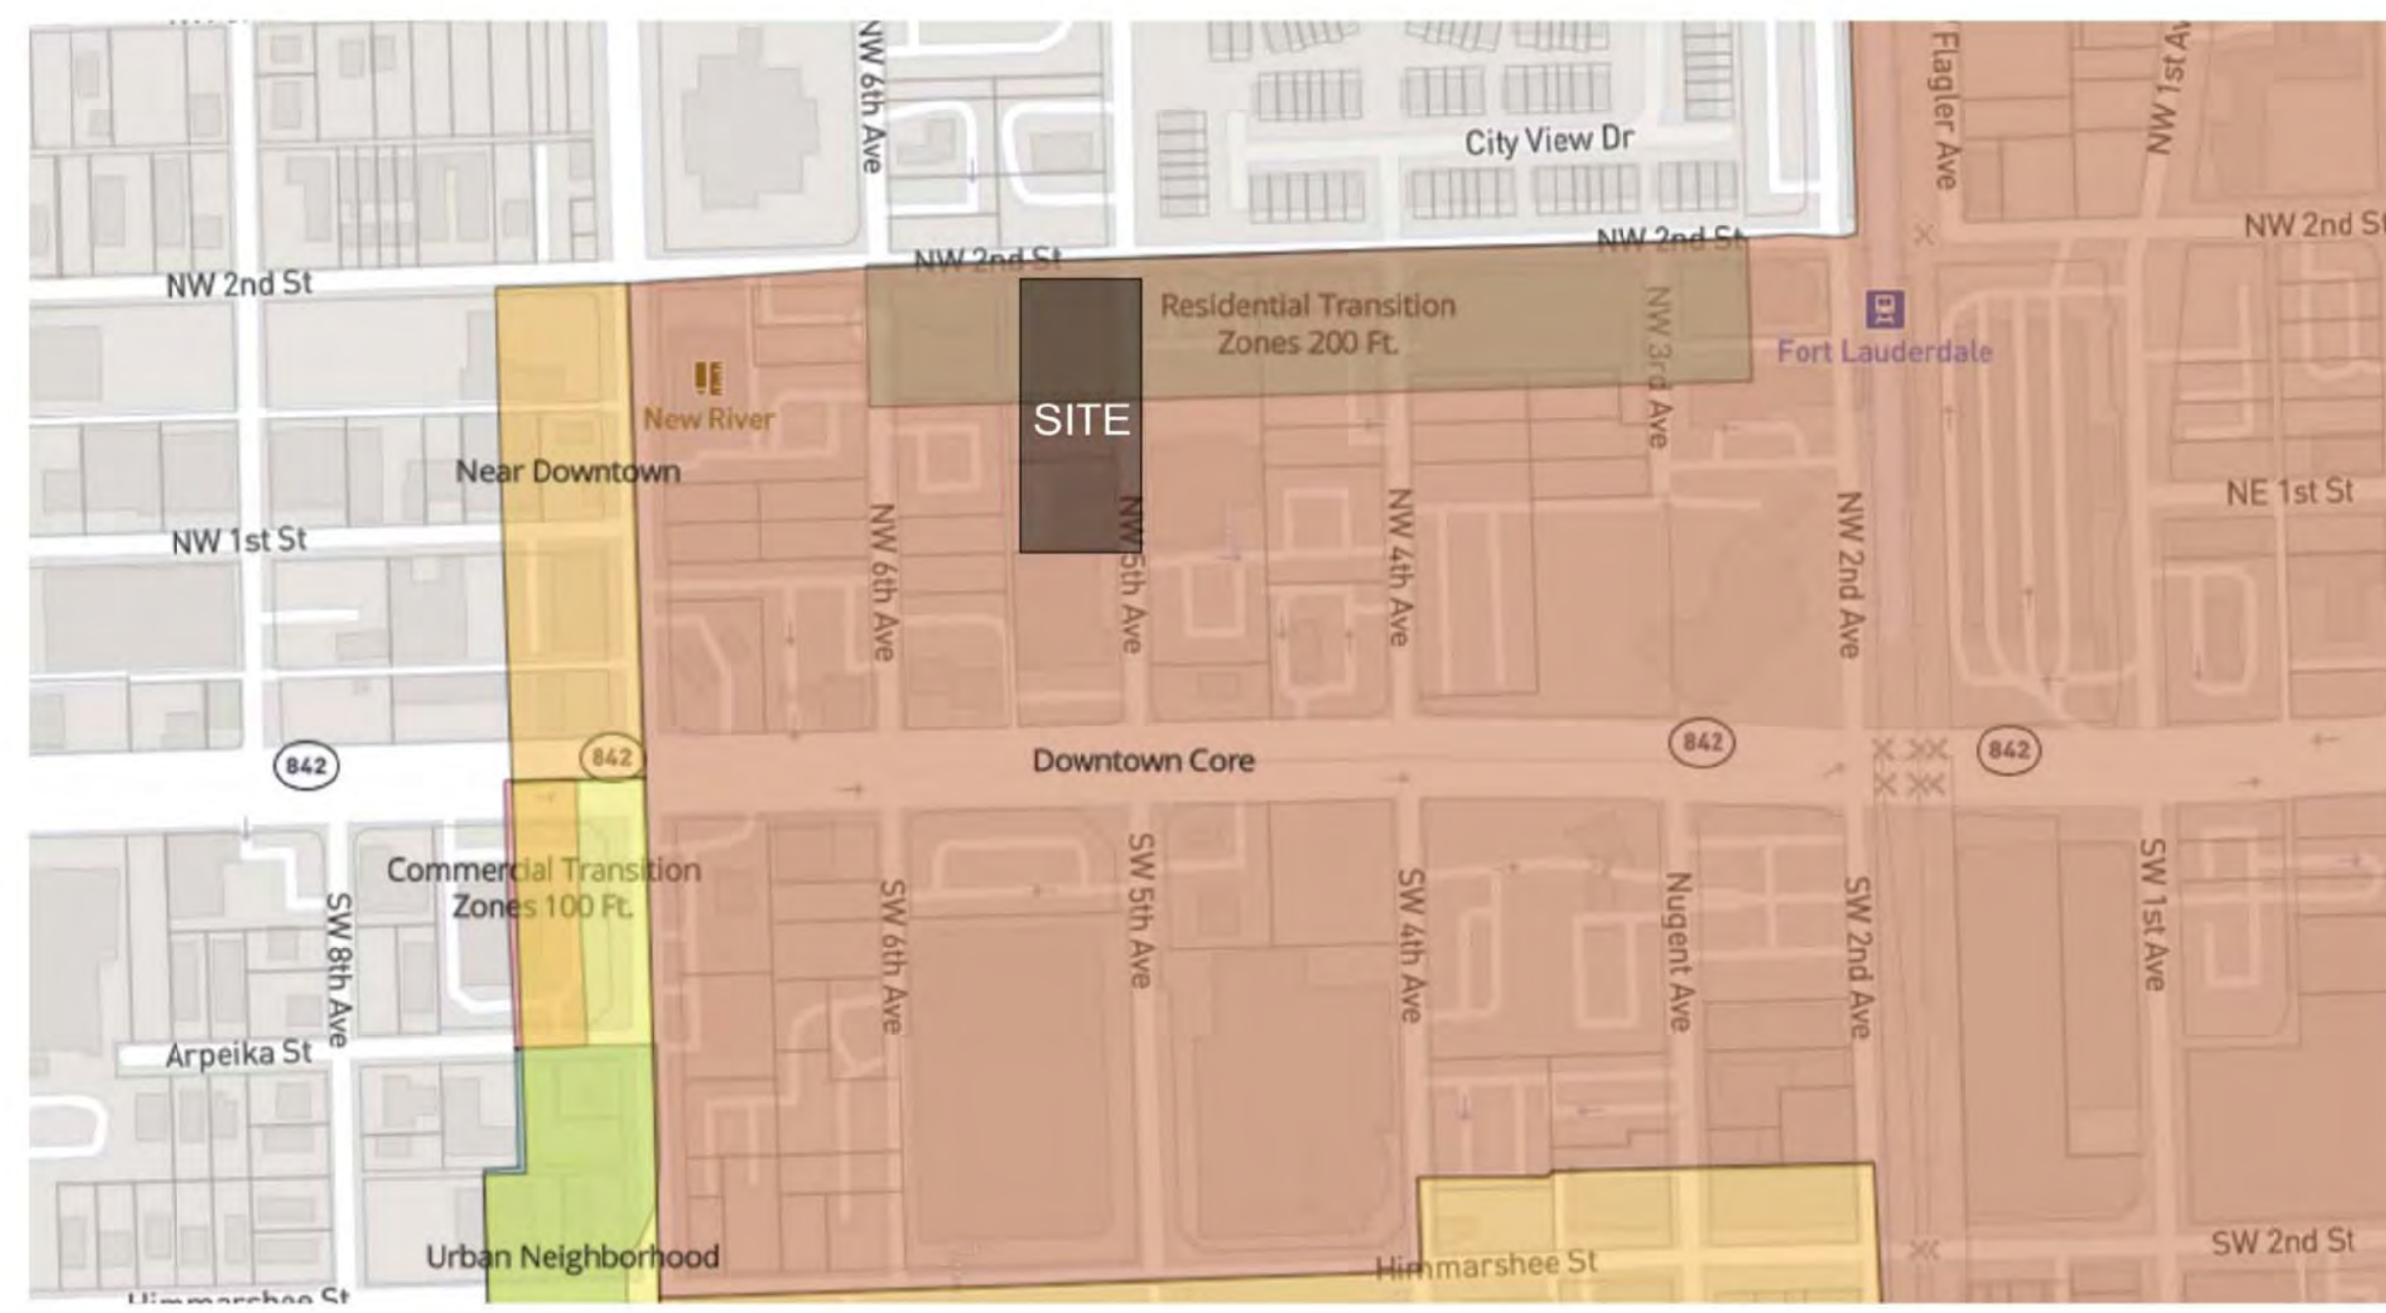 NW 6th Ave
Flagler Ave
NW 1st Av
City View Dr
NW 2nd St
NW 2nd St
NW 2nd St
NW 2nd St
Residential Transition
Zones 200 Ft.
NW 3rd Ave
Fort Lauderdale
New River
SITE
Near Downtown
NE 1st St
NW 1st St
NW 6th Ave
NW 5th Ave
NW 4th Ave
NW 2nd Ave
842
842
Downtown Core
842
842
Commercial Transition
Zones 100 Ft.
SW 8th Ave
SW 6th Ave
SW 5th Ave
SW 4th Ave
Nugent Ave
SW 2nd Ave
SW 1st Ave
Arpeika St
Urban Neighborhood
Himmarshee St
SW 2nd St
Himmarshee St